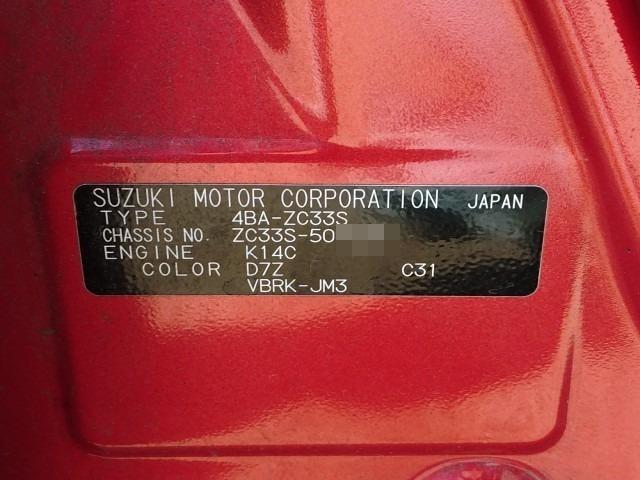 SUZUKI MOTOR CORPORATION JAPAN
TYPE 4BA-ZC33S
CHASSIS NO. ZC33S-50
ENGINE K14C
COLOR D7Z C31
VBRK-JM3